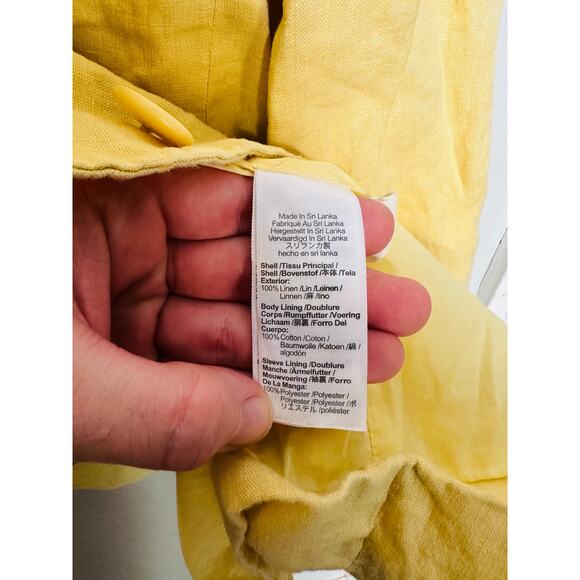 Made In Sri Lanka
Fabriqué Au Sri Lanka
Hergestellt In Sri Lanka
Vervaardigd In Sri Lanka
スリランカ製
hecho en sri lanka
Shell /Tissu Principal /
Shell /Bovenstof /本体 /Tela
Exterior:
100% Linen /Lin /Leinen /
Linnen /麻 /lino
Body Lining /Doublure
Corps /Rumpffutter /Voering
Lichaam /胴裏 /Forro Del
Cuerpo:
100% Cotton /Coton /
Baumwolle /Katoen /綿 /
algodón
Sleeve Lining /Doublure
Manche /Ärmelfutter /
Mouwvoering /袖裏 /Forro
De La Manga:
100% Polyester /Polyester /
Polyester /Polyester /ポ
リエステル /poliéster